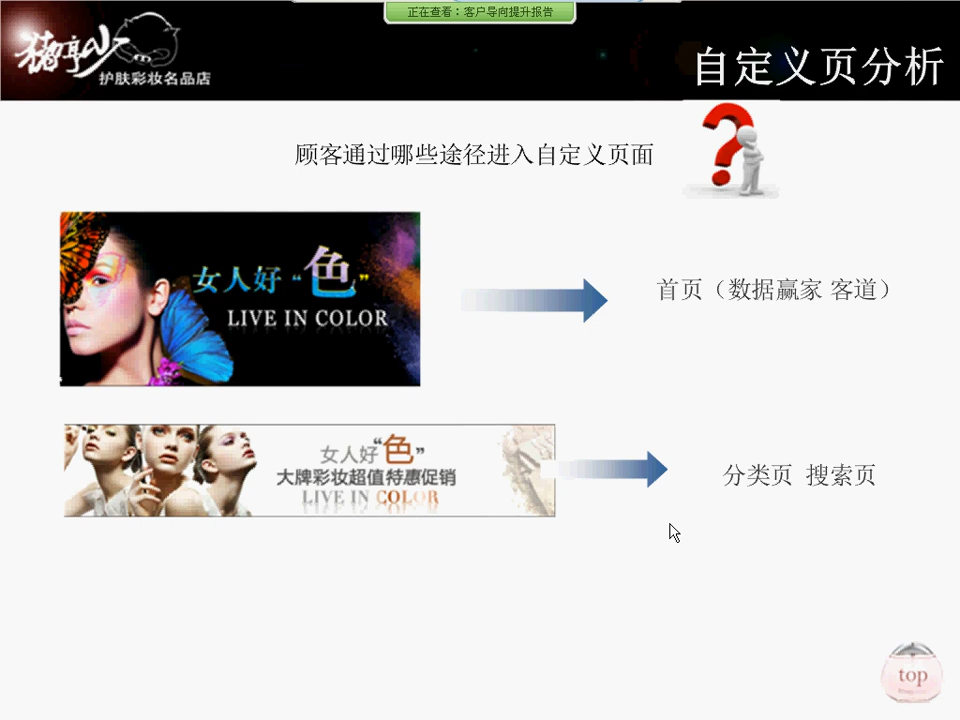 正在查看：客户导向提升报告
护肤彩妆名品店
自定义页分析
顾客通过哪些途径进入自定义页面
女人好“色”
LIVE IN COLOR
首页（数据赢家 客道）
女人好“色”
大牌彩妆超值特惠促销
LIVE IN COLOR
分类页 搜索页
top